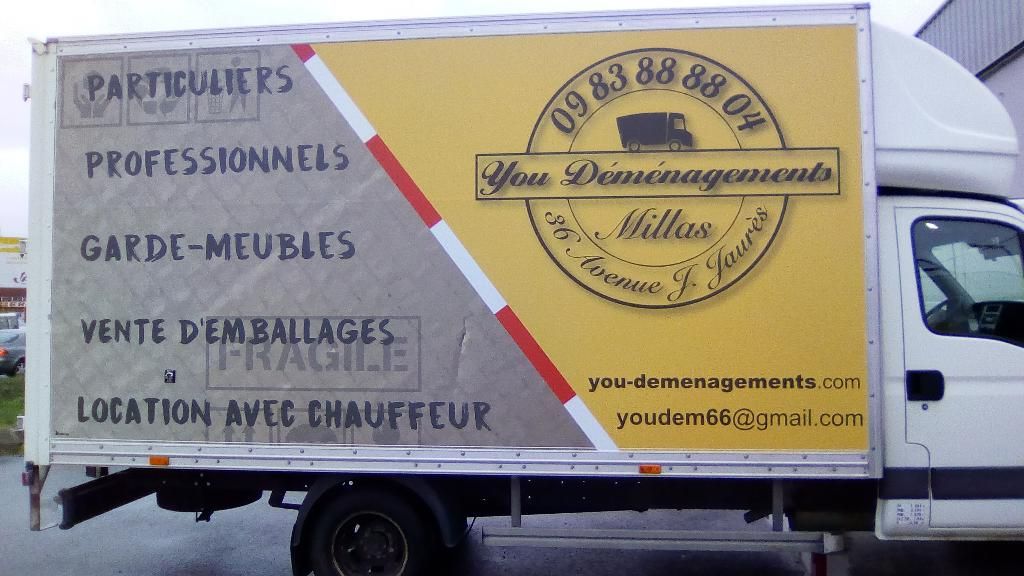 PARTICULIERS
PROFESSIONNELS
GARDE-MEUBLES
VENTE D'EMBALLAGES
FRAGILE
LOCATION AVEC CHAUFFEUR
09 83 88 88 04
You Déménagements
Millas
36 Avenue J. Jaurès
you-demenagements.com
youdem66@gmail.com